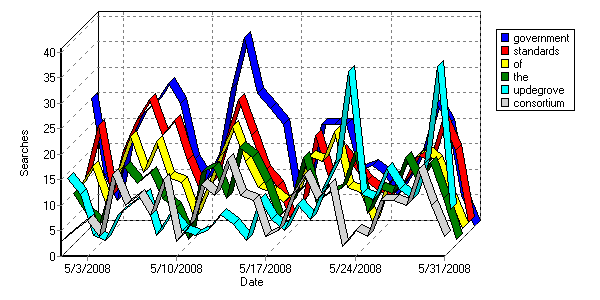 40
35
30
25
20
15
10
5
0
Searches
5/3/2008 5/10/2008 5/17/2008 5/24/2008 5/31/2008
Date
government
standards
of
the
updegrove
consortium